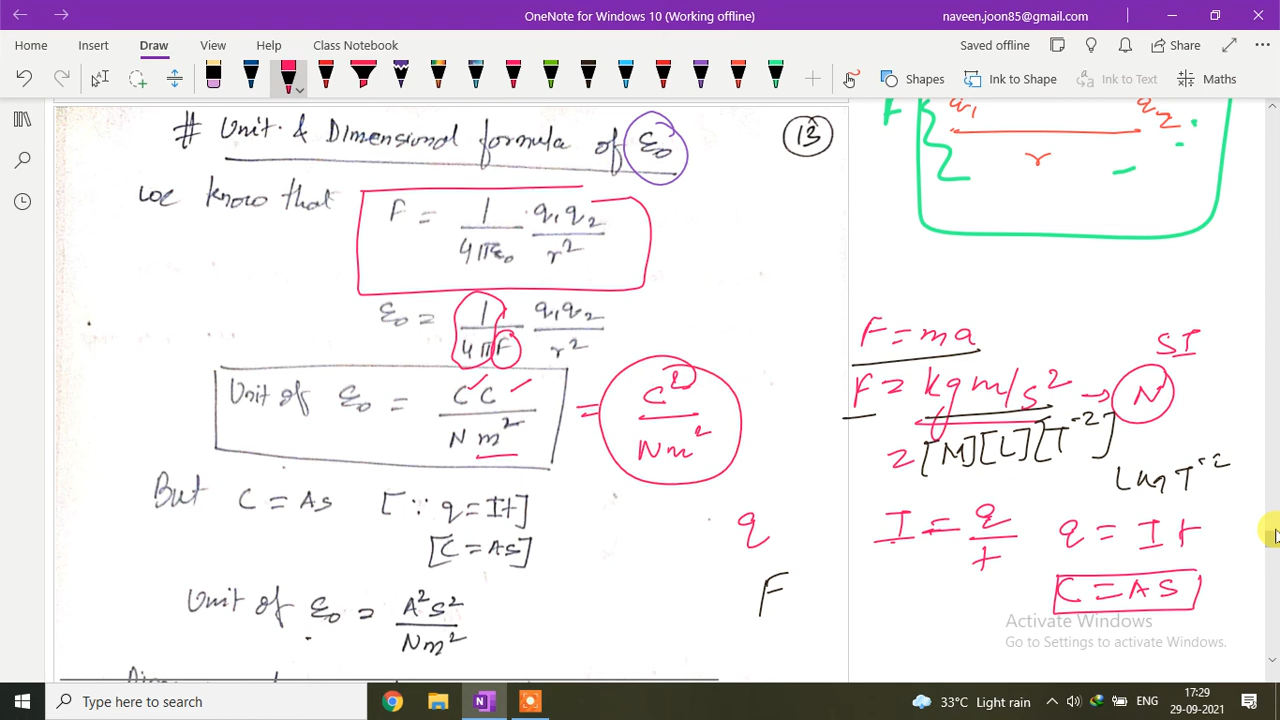 OneNote for Windows 10 (Working offline)
naveen.joon85@gmail.com
Home Insert Draw View Help Class Notebook
Saved offline
Share
Shapes
Ink to Shape
Ink to Text
Maths
# Unit & Dimensional formula of ε₀
13
we know that
F = 1/4πε₀ · q₁q₂/r²
ε₀ = 1/4πF q₁q₂/r²
Unit of ε₀ = CC/Nm² = C²/Nm²
But C = As [∵ q = It]
[C = As]
Unit of ε₀ = A²s²/Nm²
F
q₂
r
F = ma
SI
F = kg m/s² → N
= [M][L][T⁻²]
I = q/t q = It
C = AS
q
F
Activate Windows
Go to Settings to activate Windows.
Type here to search
33°C Light rain
ENG
17:29
29-09-2021